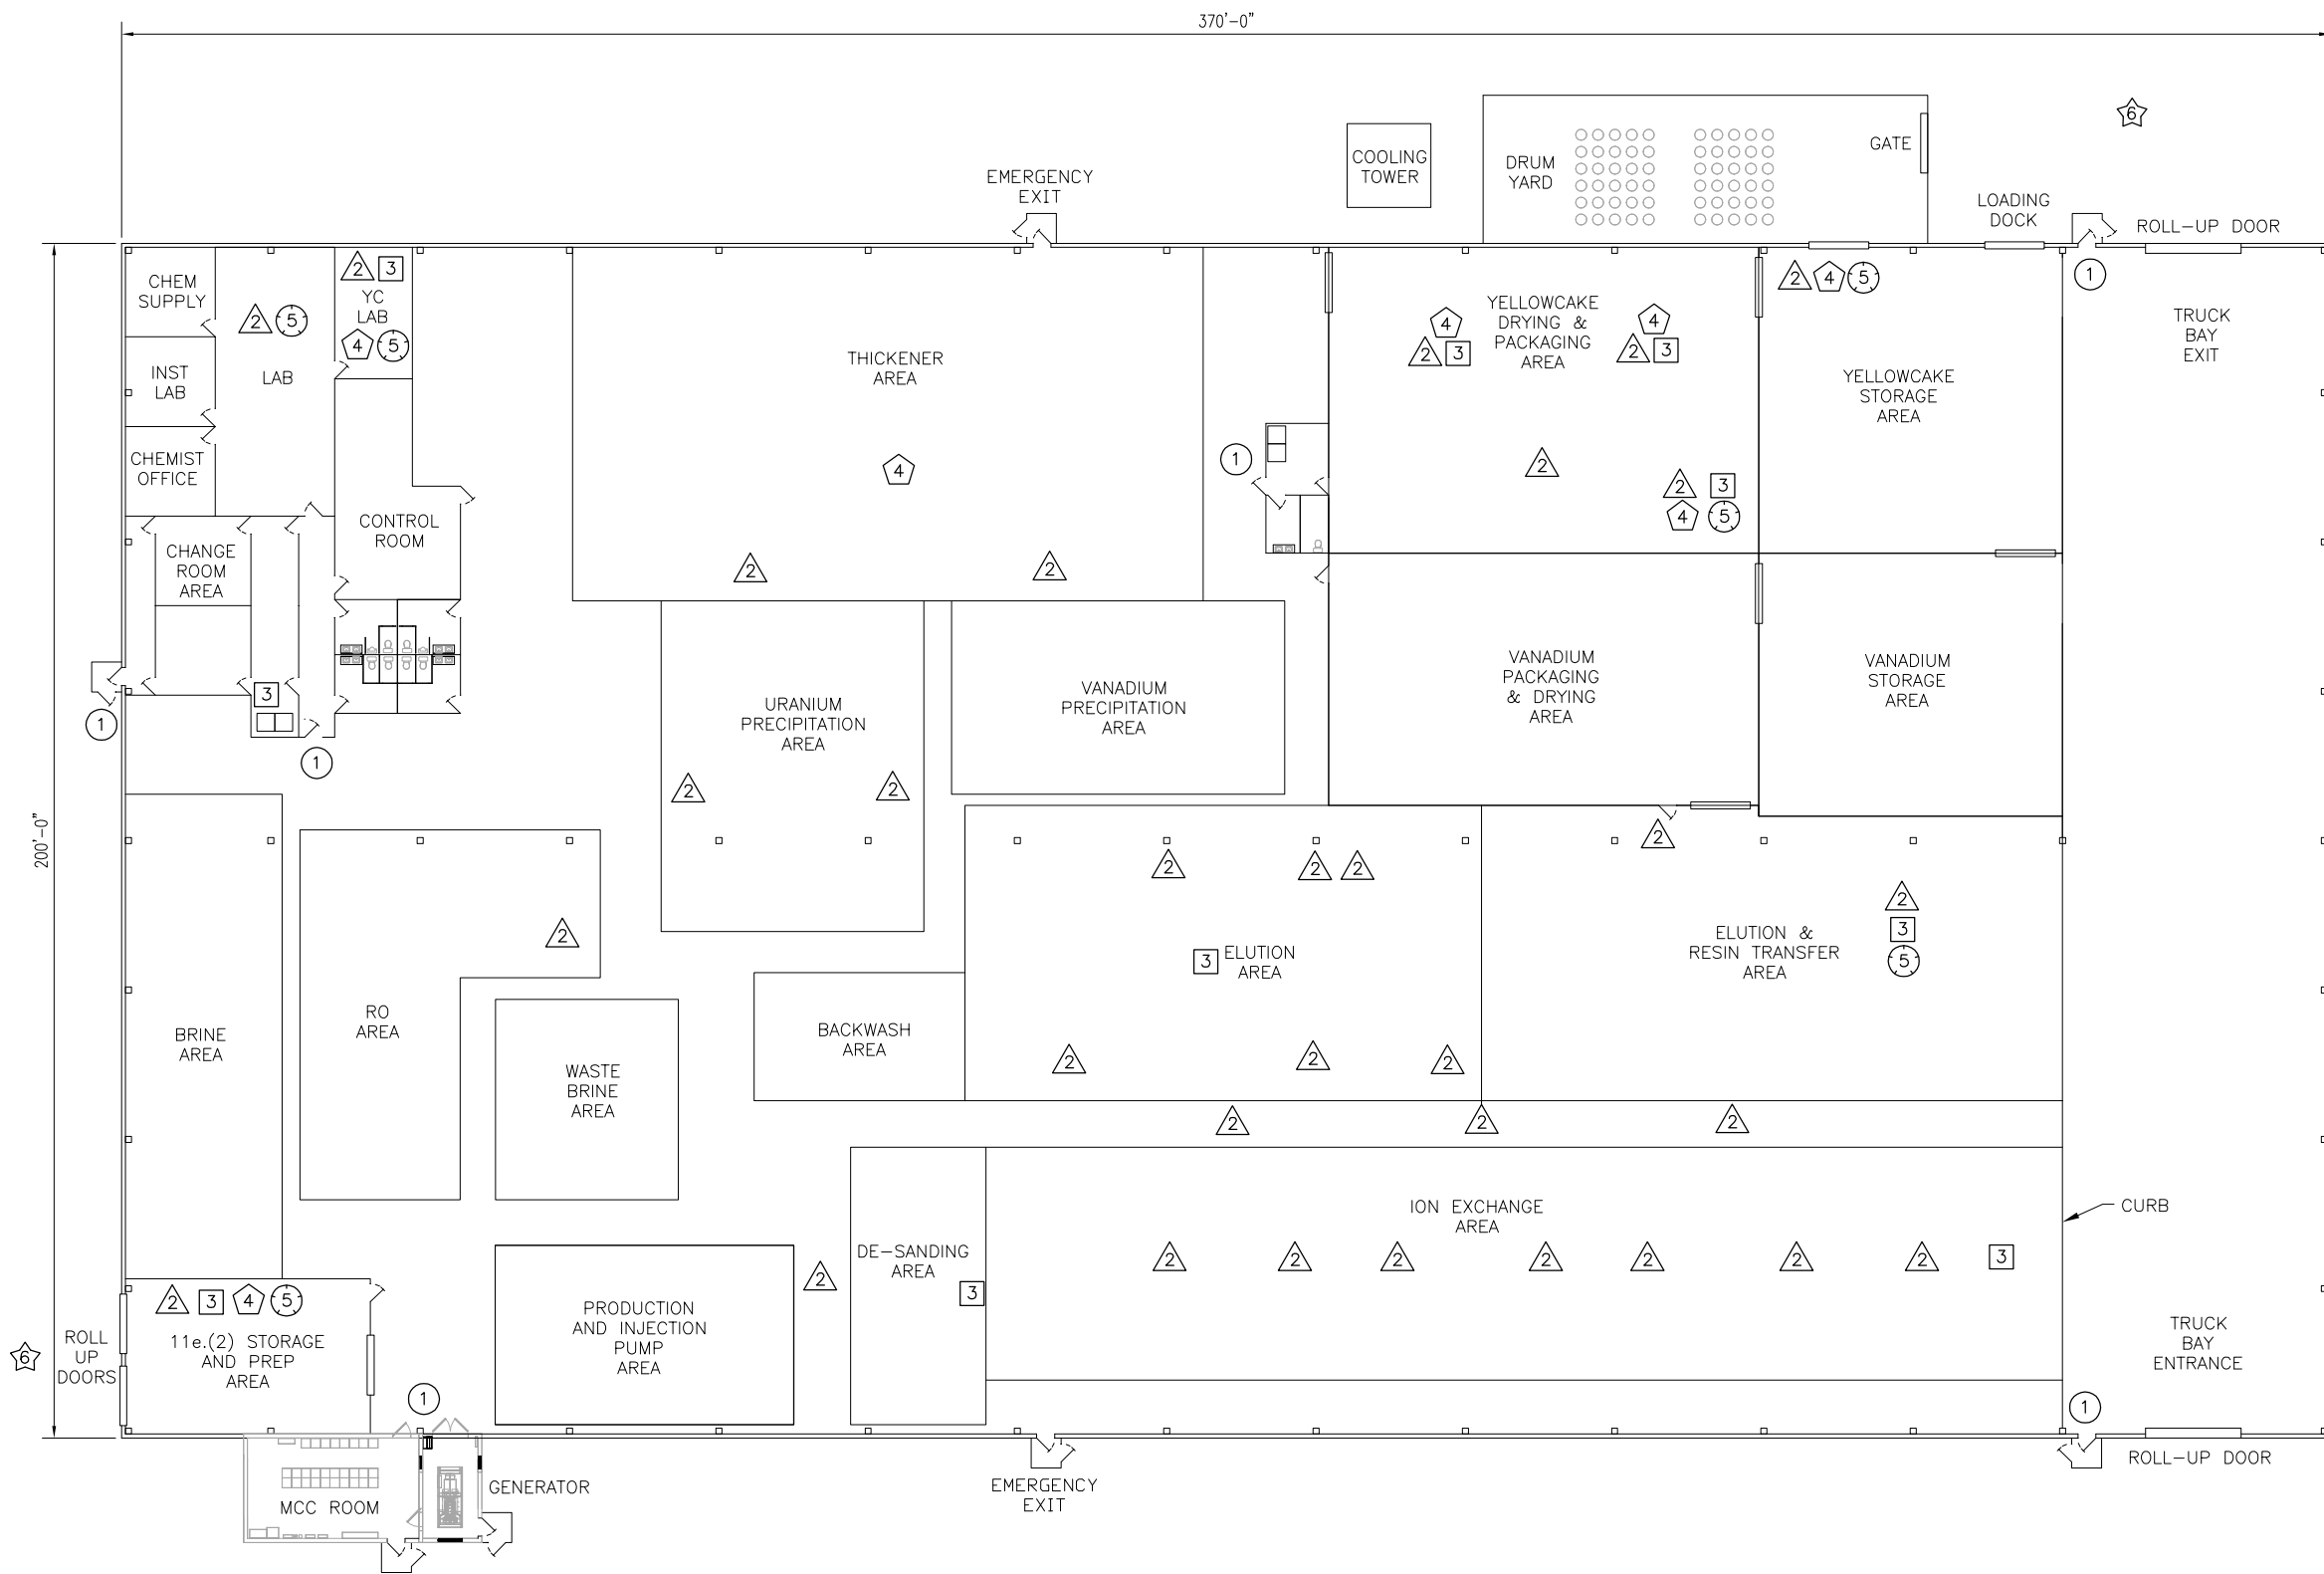 370'-0"
6
COOLING
TOWER
DRUM
YARD
GATE
EMERGENCY
EXIT
LOADING
DOCK
ROLL-UP DOOR
CHEM
SUPPLY
2 5
2 3
YC
LAB
4 5
INST
LAB
LAB
CHEMIST
OFFICE
CONTROL
ROOM
CHANGE
ROOM
AREA
3
1
1
THICKENER
AREA
4
2 2
1
4
2 3
YELLOWCAKE
DRYING &
PACKAGING
AREA
4
2 3
2
2 3
4 5
2 4 5
YELLOWCAKE
STORAGE
AREA
1
TRUCK
BAY
EXIT
URANIUM
PRECIPITATION
AREA
2 2
VANADIUM
PRECIPITATION
AREA
VANADIUM
PACKAGING
& DRYING
AREA
VANADIUM
STORAGE
AREA
200'-0"
BRINE
AREA
RO
AREA
2
WASTE
BRINE
AREA
BACKWASH
AREA
2 2 2
3 ELUTION
AREA
2 2 2
2
ELUTION &
RESIN TRANSFER
AREA
2
3
5
2 2 2
ION EXCHANGE
AREA
2 2 2 2 2 2 2 3
CURB
DE-SANDING
AREA
3
2
PRODUCTION
AND INJECTION
PUMP
AREA
2 3 4 5
11e.(2) STORAGE
AND PREP
AREA
ROLL
UP
DOORS
6
1
TRUCK
BAY
ENTRANCE
1
ROLL-UP DOOR
EMERGENCY
EXIT
GENERATOR
MCC ROOM